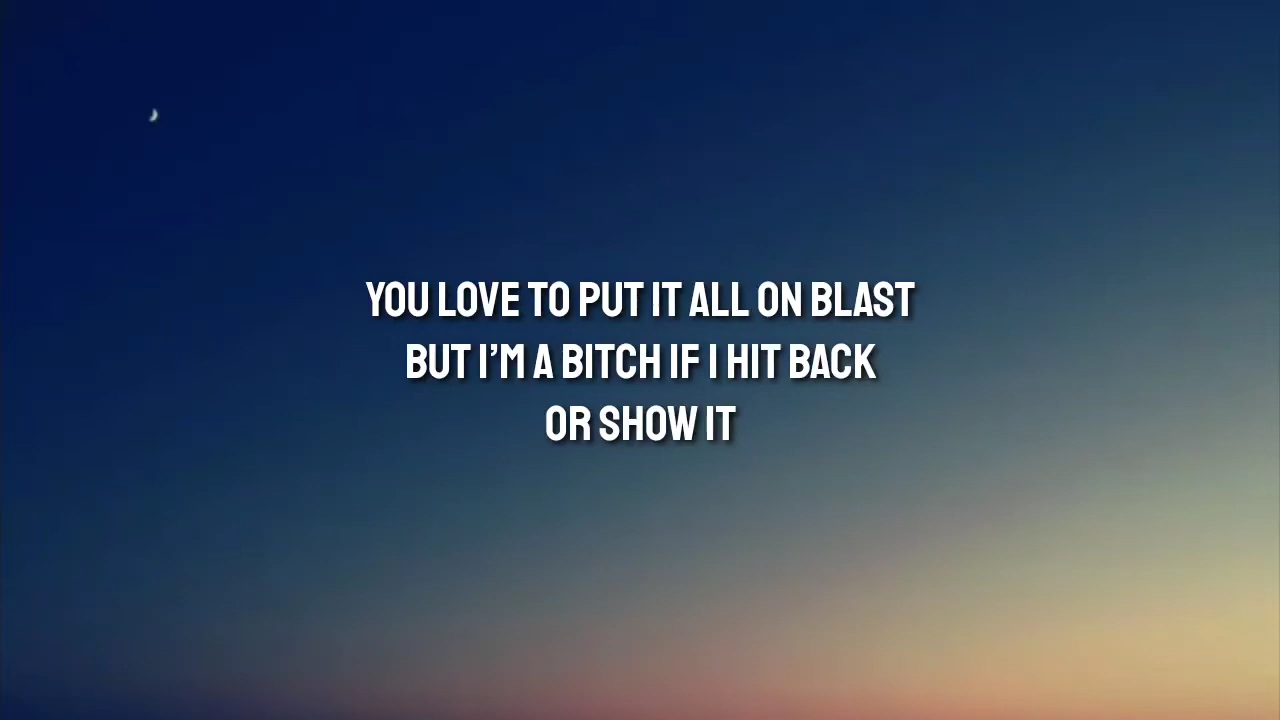 YOU LOVE TO PUT IT ALL ON BLAST
BUT I’M A BITCH IF I HIT BACK
OR SHOW IT